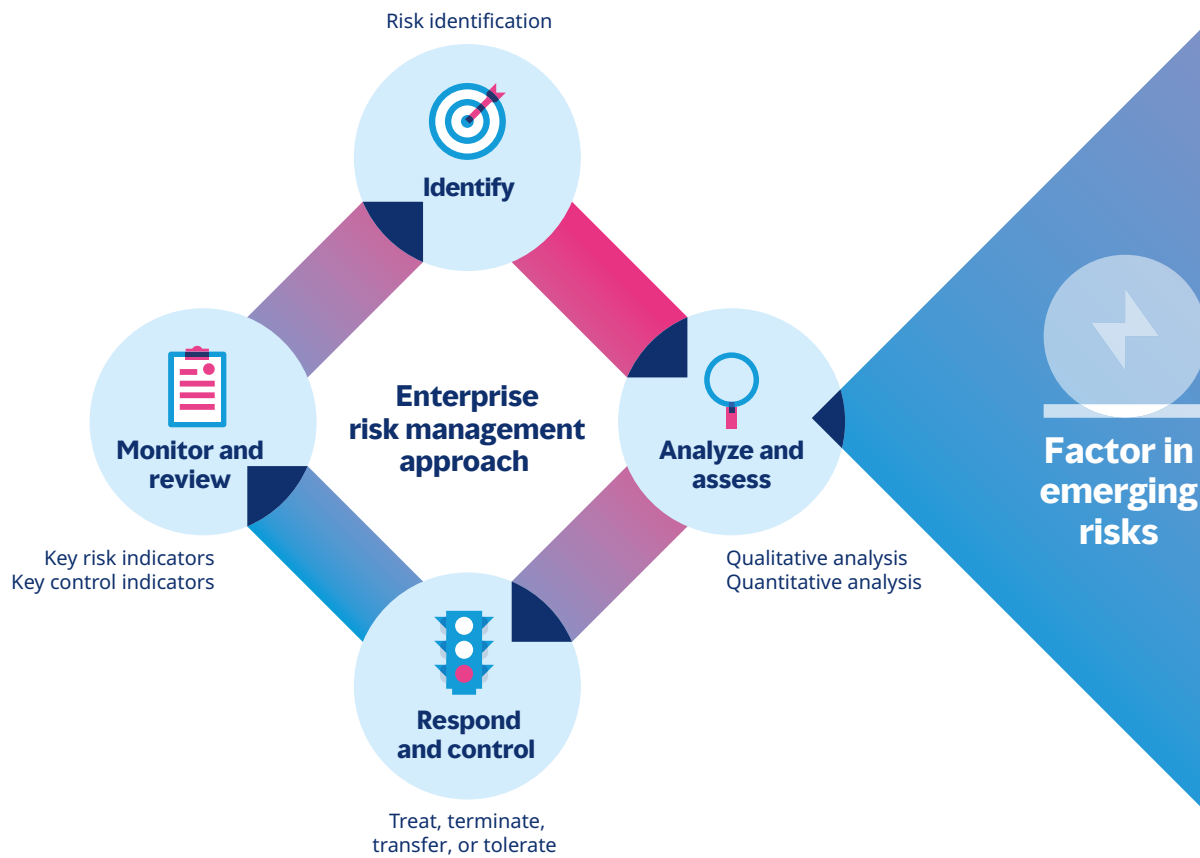 Risk identification
Identify
Enterprise
risk management
approach
Monitor and
review
Analyze and
assess
Factor in
emerging
risks
Key risk indicators
Key control indicators
Qualitative analysis
Quantitative analysis
Respond
and control
Treat, terminate,
transfer, or tolerate